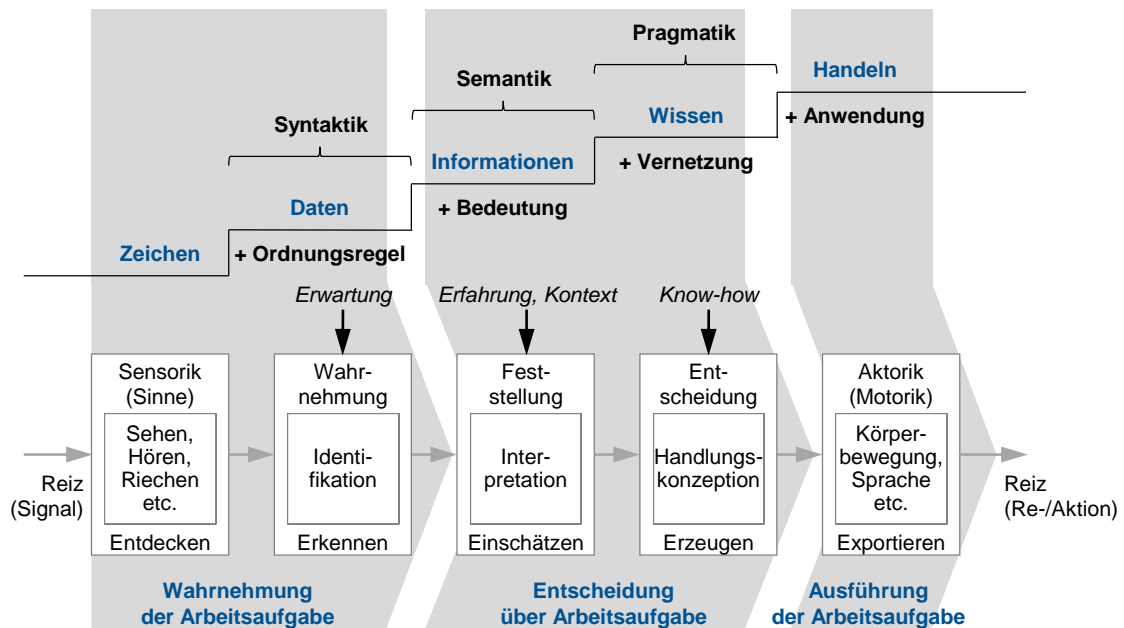 Pragmatik
Semantik
Handeln
Syntaktik
Wissen
+ Anwendung
Informationen
+ Vernetzung
Daten
+ Bedeutung
Zeichen
+ Ordnungsregel
Erwartung
Erfahrung, Kontext
Know-how
Reiz
(Signal)
Sensorik
(Sinne)
Sehen,
Hören,
Riechen
etc.
Entdecken
Wahr-
nehmung
Identi-
fikation
Erkennen
Fest-
stellung
Inter-
pretation
Einschätzen
Ent-
scheidung
Handlungs-
konzeption
Erzeugen
Aktorik
(Motorik)
Körper-
bewegung,
Sprache
etc.
Exportieren
Reiz
(Re-/Aktion)
Wahrnehmung
der Arbeitsaufgabe
Entscheidung
über Arbeitsaufgabe
Ausführung
der Arbeitsaufgabe